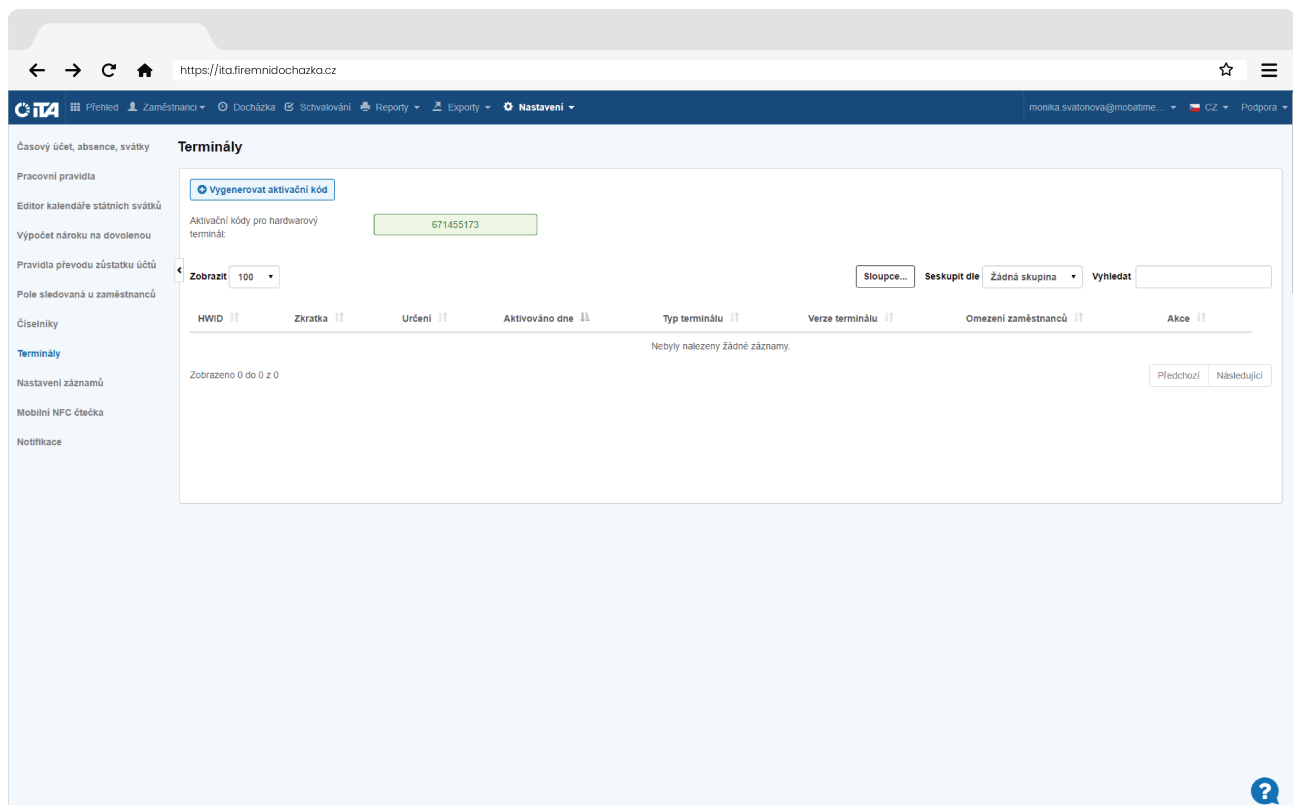 https://ita.firemnidochazka.cz
ITA Přehled Zaměstnanci Docházka Schvalování Reporty Exporty Nastavení monika.svatonova@mobatime... CZ Podpora
Časový účet, absence, svátky
Pracovní pravidla
Editor kalendáře státních svátků
Výpočet nároku na dovolenou
Pravidla převodu zůstatku účtů
Pole sledovaná u zaměstnanců
Číselníky
Terminály
Nastavení záznamů
Mobilní NFC čtečka
Notifikace
Terminály
Vygenerovat aktivační kód
Aktivační kódy pro hardwarový
terminál:
671455173
Zobrazit 100 Sloupce... Seskupit dle Žádná skupina Vyhledat
HWID Zkratka Určení Aktivováno dne Typ terminálu Verze terminálu Omezení zaměstnanců Akce
Nebyly nalezeny žádné záznamy.
Zobrazeno 0 do 0 z 0
Předchozí Následující
?